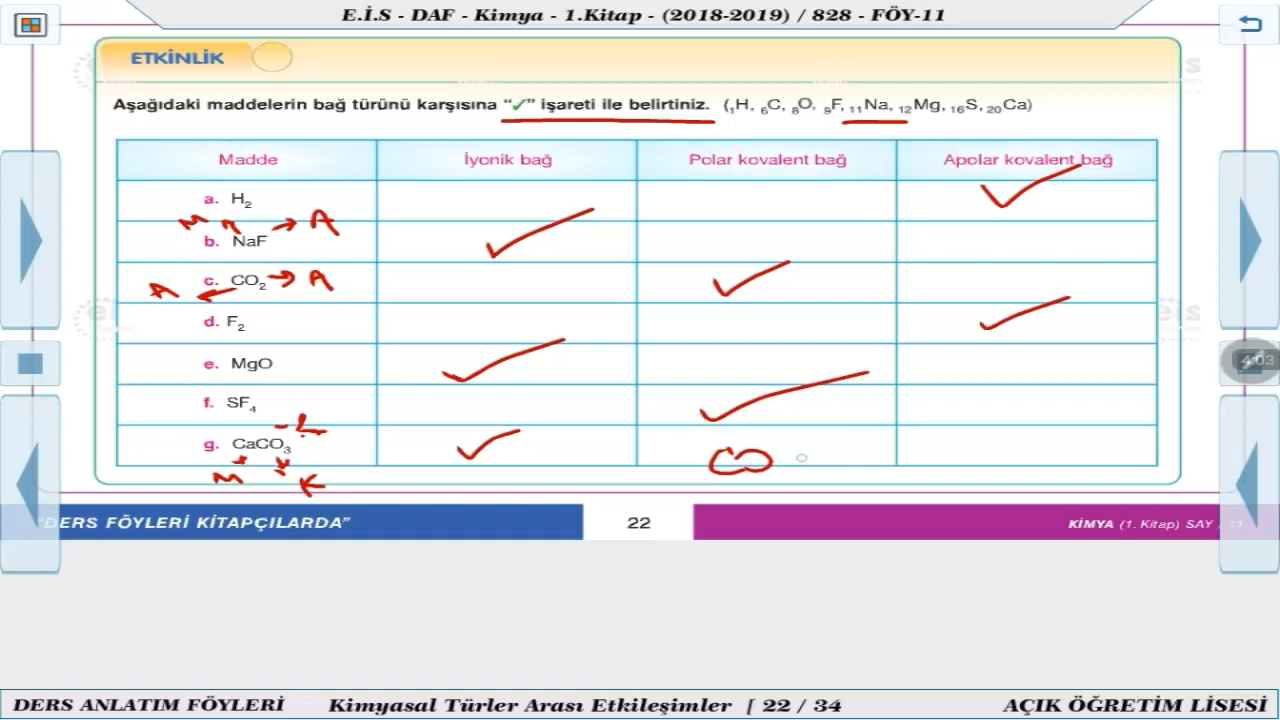 E.İ.S - DAF - Kimya - 1.Kitap - (2018-2019) / 828 - FÖY-11
ETKİNLİK
Aşağıdaki maddelerin bağ türünü karşısına “✓” işareti ile belirtiniz. (₁H, ₆C, ₈O, ₉F, ₁₁Na, ₁₂Mg, ₁₆S, ₂₀Ca)
Madde İyonik bağ Polar kovalent bağ Apolar kovalent bağ
a. H₂ ✓
M → A
b. NaF ✓
c. CO₂ → A ✓
A ←
d. F₂ ✓
e. MgO ✓
f. SF₄ ✓
g. CaCO₃ ✓ CO
M K
"DERS FÖYLERİ KİTAPÇILARDA" 22 KİMYA (1. Kitap) SAY
4:03
DERS ANLATIM FÖYLERİ Kimyasal Türler Arası Etkileşimler [ 22 / 34 AÇIK ÖĞRETİM LİSESİ